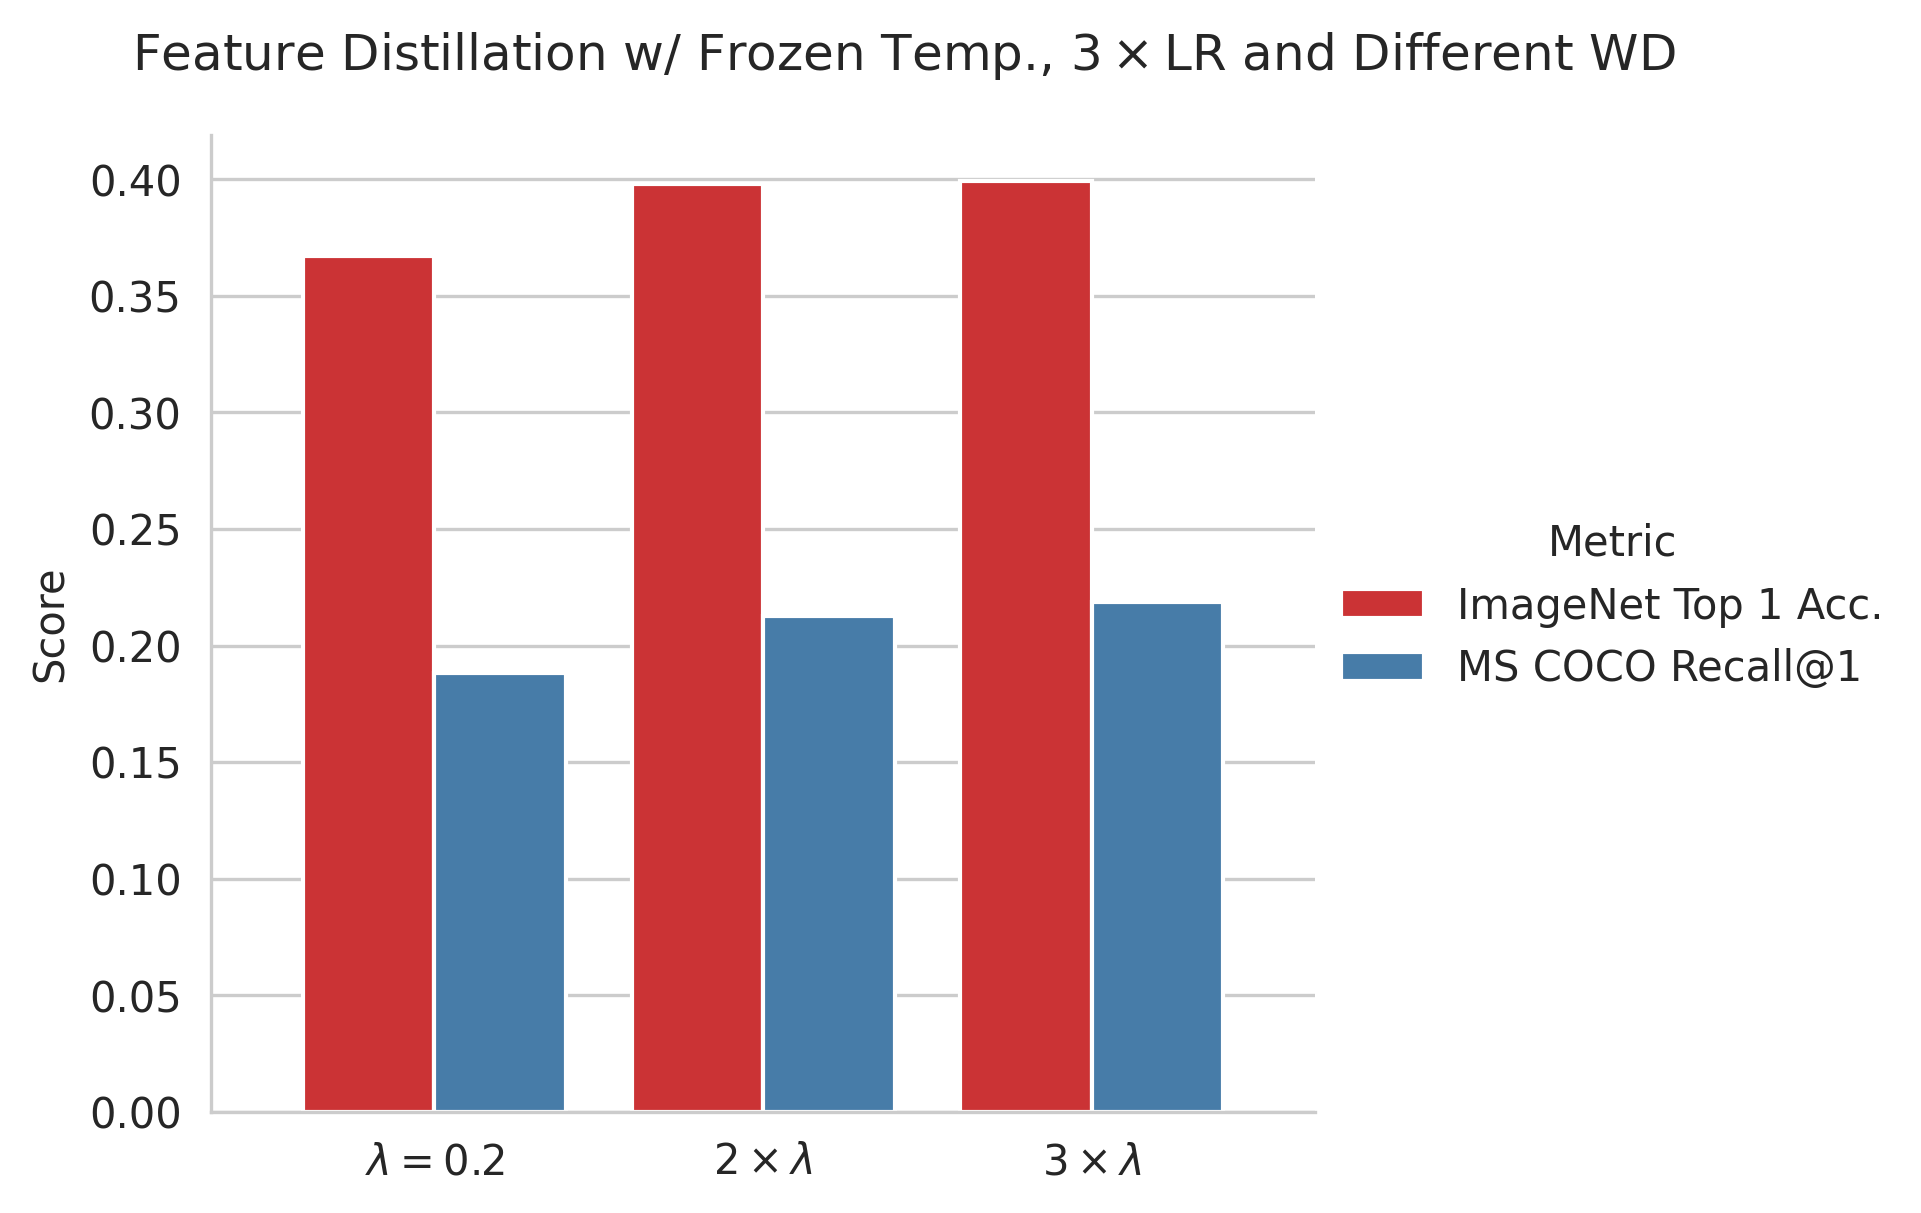 Feature Distillation w/ Frozen Temp., 3 × LR and Different WD
0.40
0.35
0.30
0.25
0.20
0.15
0.10
0.05
0.00
Score
λ = 0.2
2 × λ
3 × λ
Metric
ImageNet Top 1 Acc.
MS COCO Recall@1